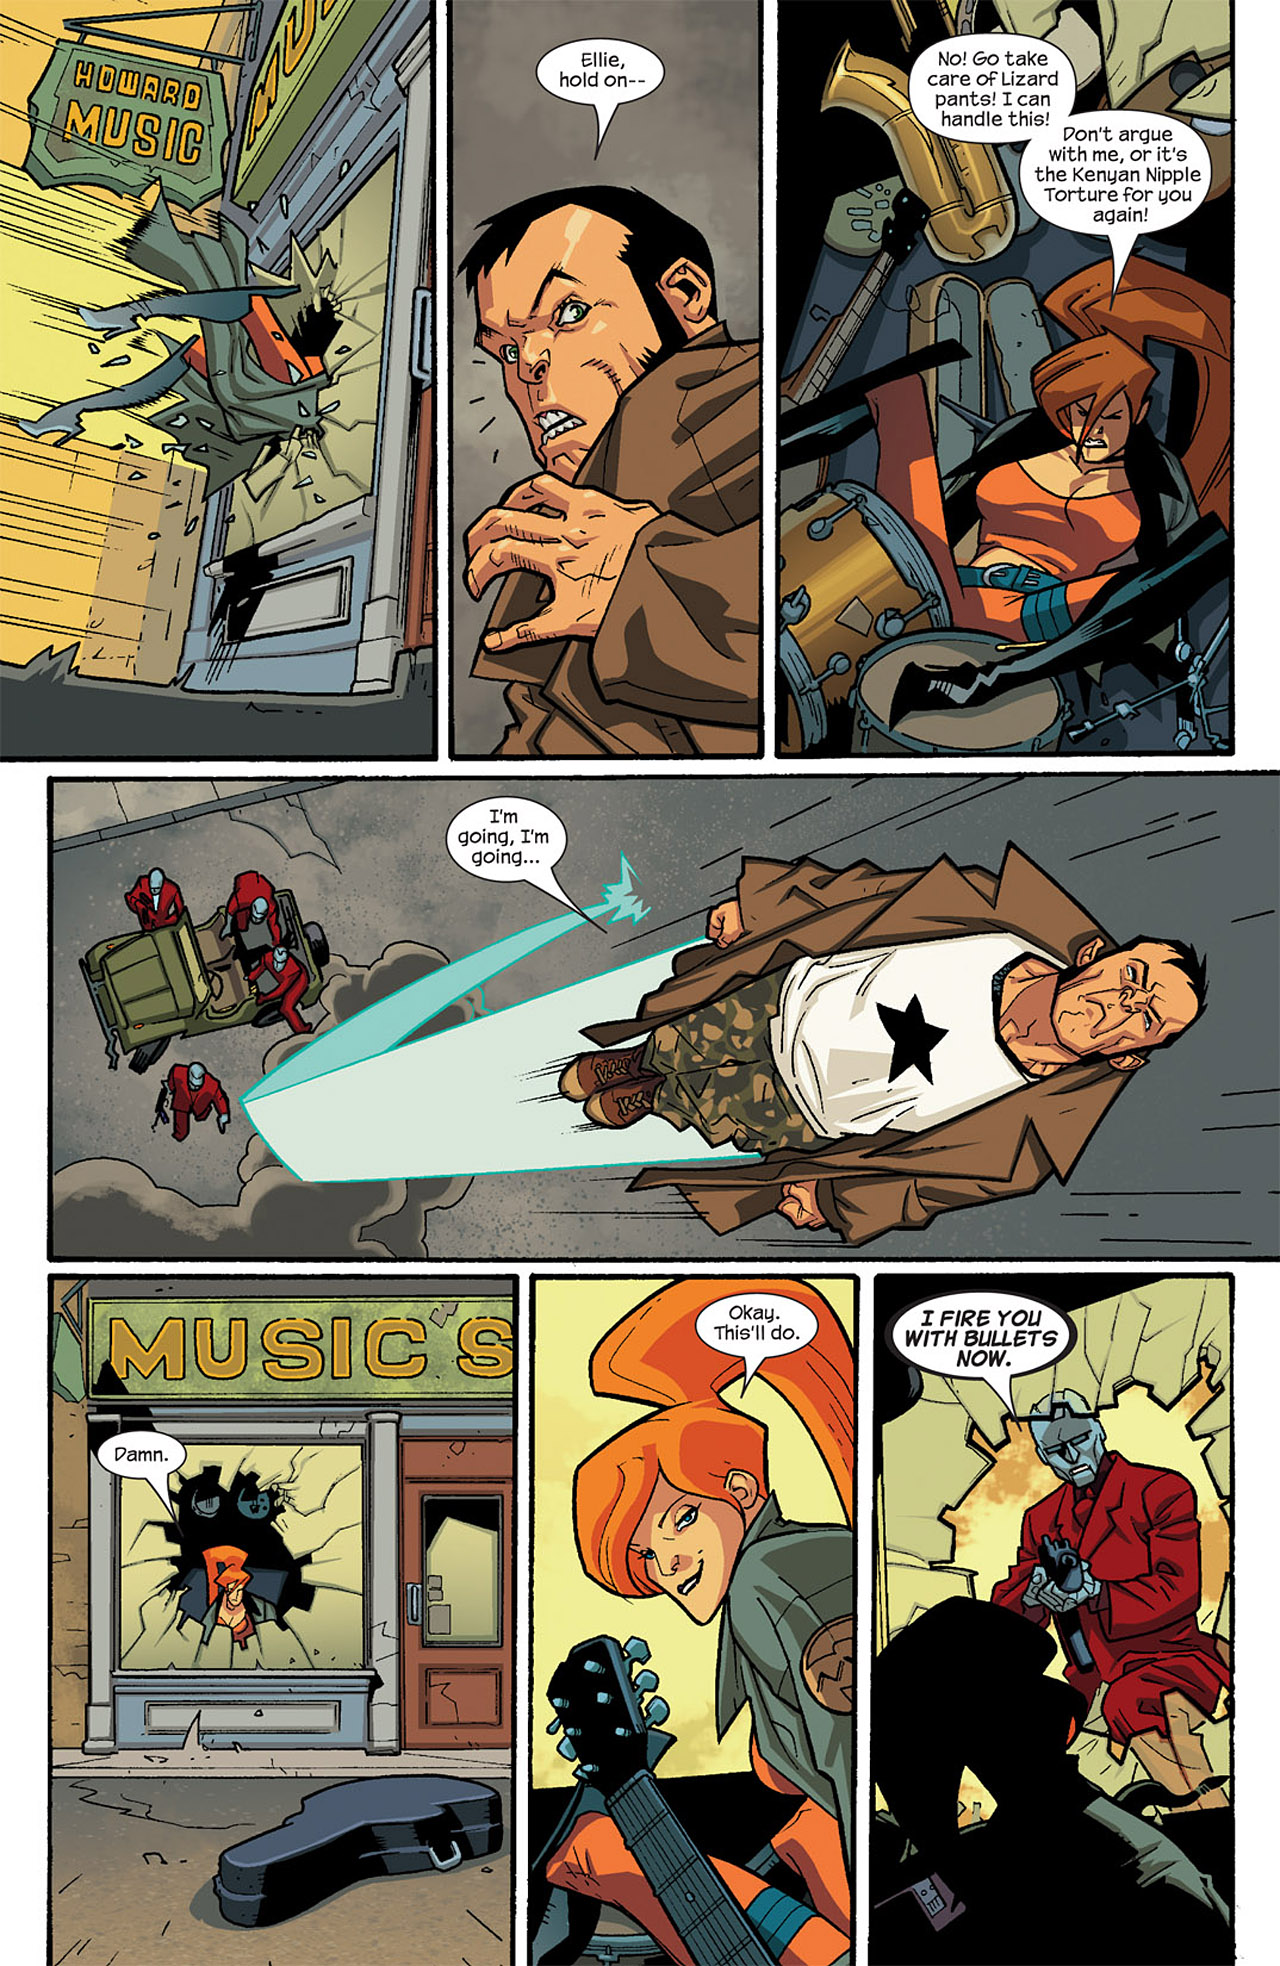 HOWARD
MUSIC
MUS
Ellie,
hold on--
No! Go take
care of Lizard
pants! I can
handle this!
Don't argue
with me, or it's
the Kenyan Nipple
Torture for you
again!
I'm
going, I'm
going...
MUSIC S
Damn.
Okay.
This'll do.
I FIRE YOU
WITH BULLETS
NOW.